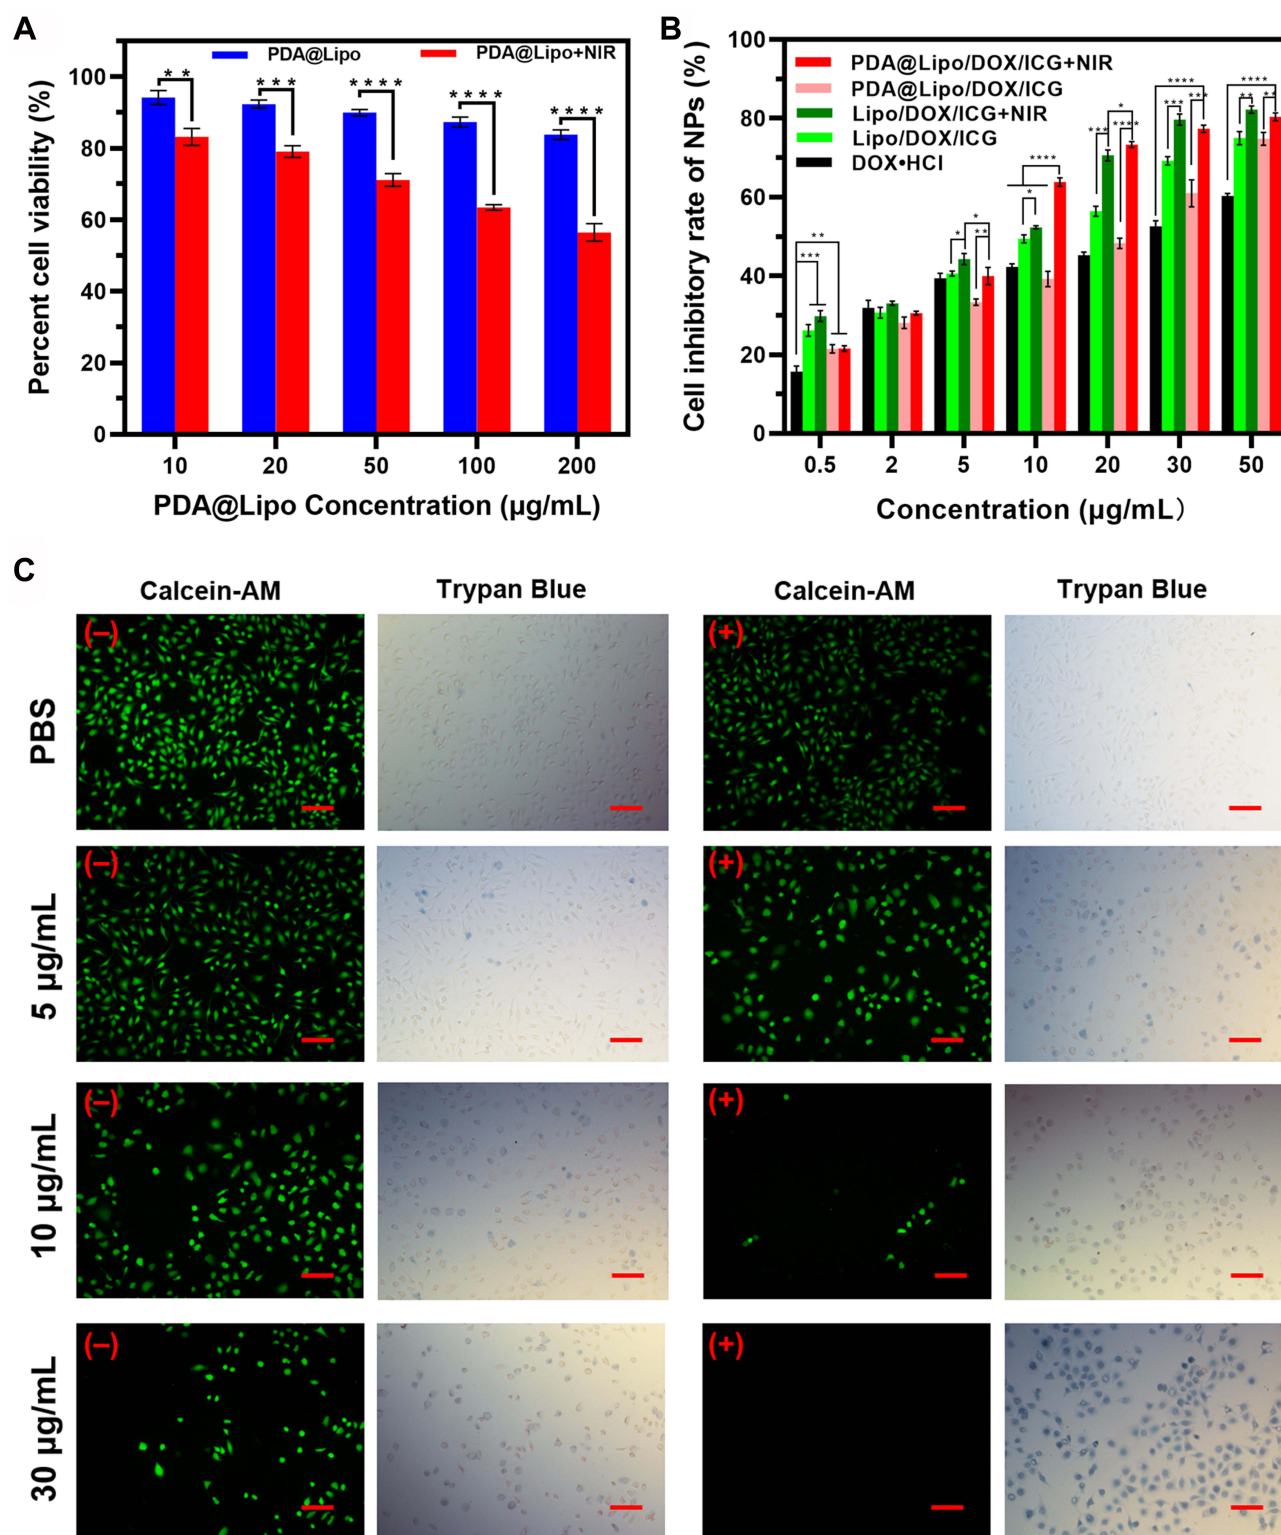 A
PDA@Lipo
PDA@Lipo+NIR
Percent cell viability (%)
100
80
60
40
20
0
**
***
****
****
****
10
20
50
100
200
PDA@Lipo Concentration (μg/mL)
B
Cell inhibitory rate of NPs (%)
100
80
60
40
20
0
PDA@Lipo/DOX/ICG+NIR
PDA@Lipo/DOX/ICG
Lipo/DOX/ICG+NIR
Lipo/DOX/ICG
DOX•HCl
**
***
*
*
**
****
*
*
***
****
****
***
***
****
**
**
0.5
2
5
10
20
30
50
Concentration (μg/mL）
C
Calcein-AM
Trypan Blue
Calcein-AM
Trypan Blue
PBS
(−)
(+)
5 μg/mL
(−)
(+)
10 μg/mL
(−)
(+)
30 μg/mL
(−)
(+)